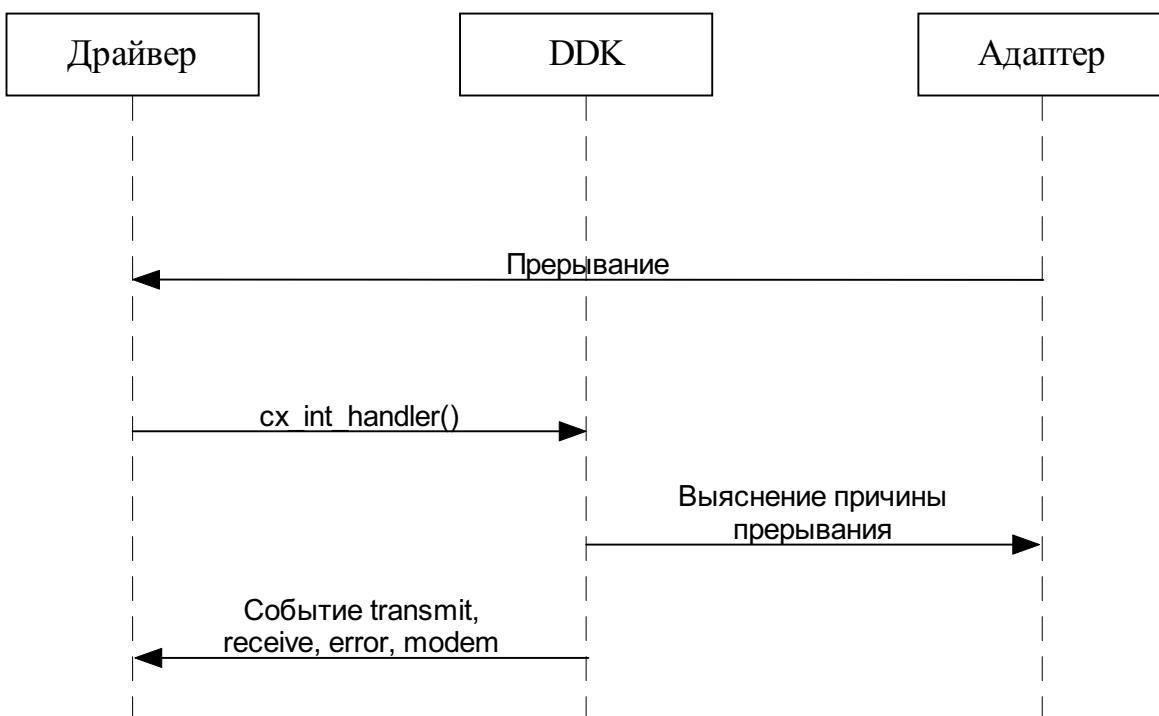 Драйвер
DDK
Адаптер
Прерывание
cx_int_handler()
Выяснение причины
прерывания
Событие transmit,
receive, error, modem